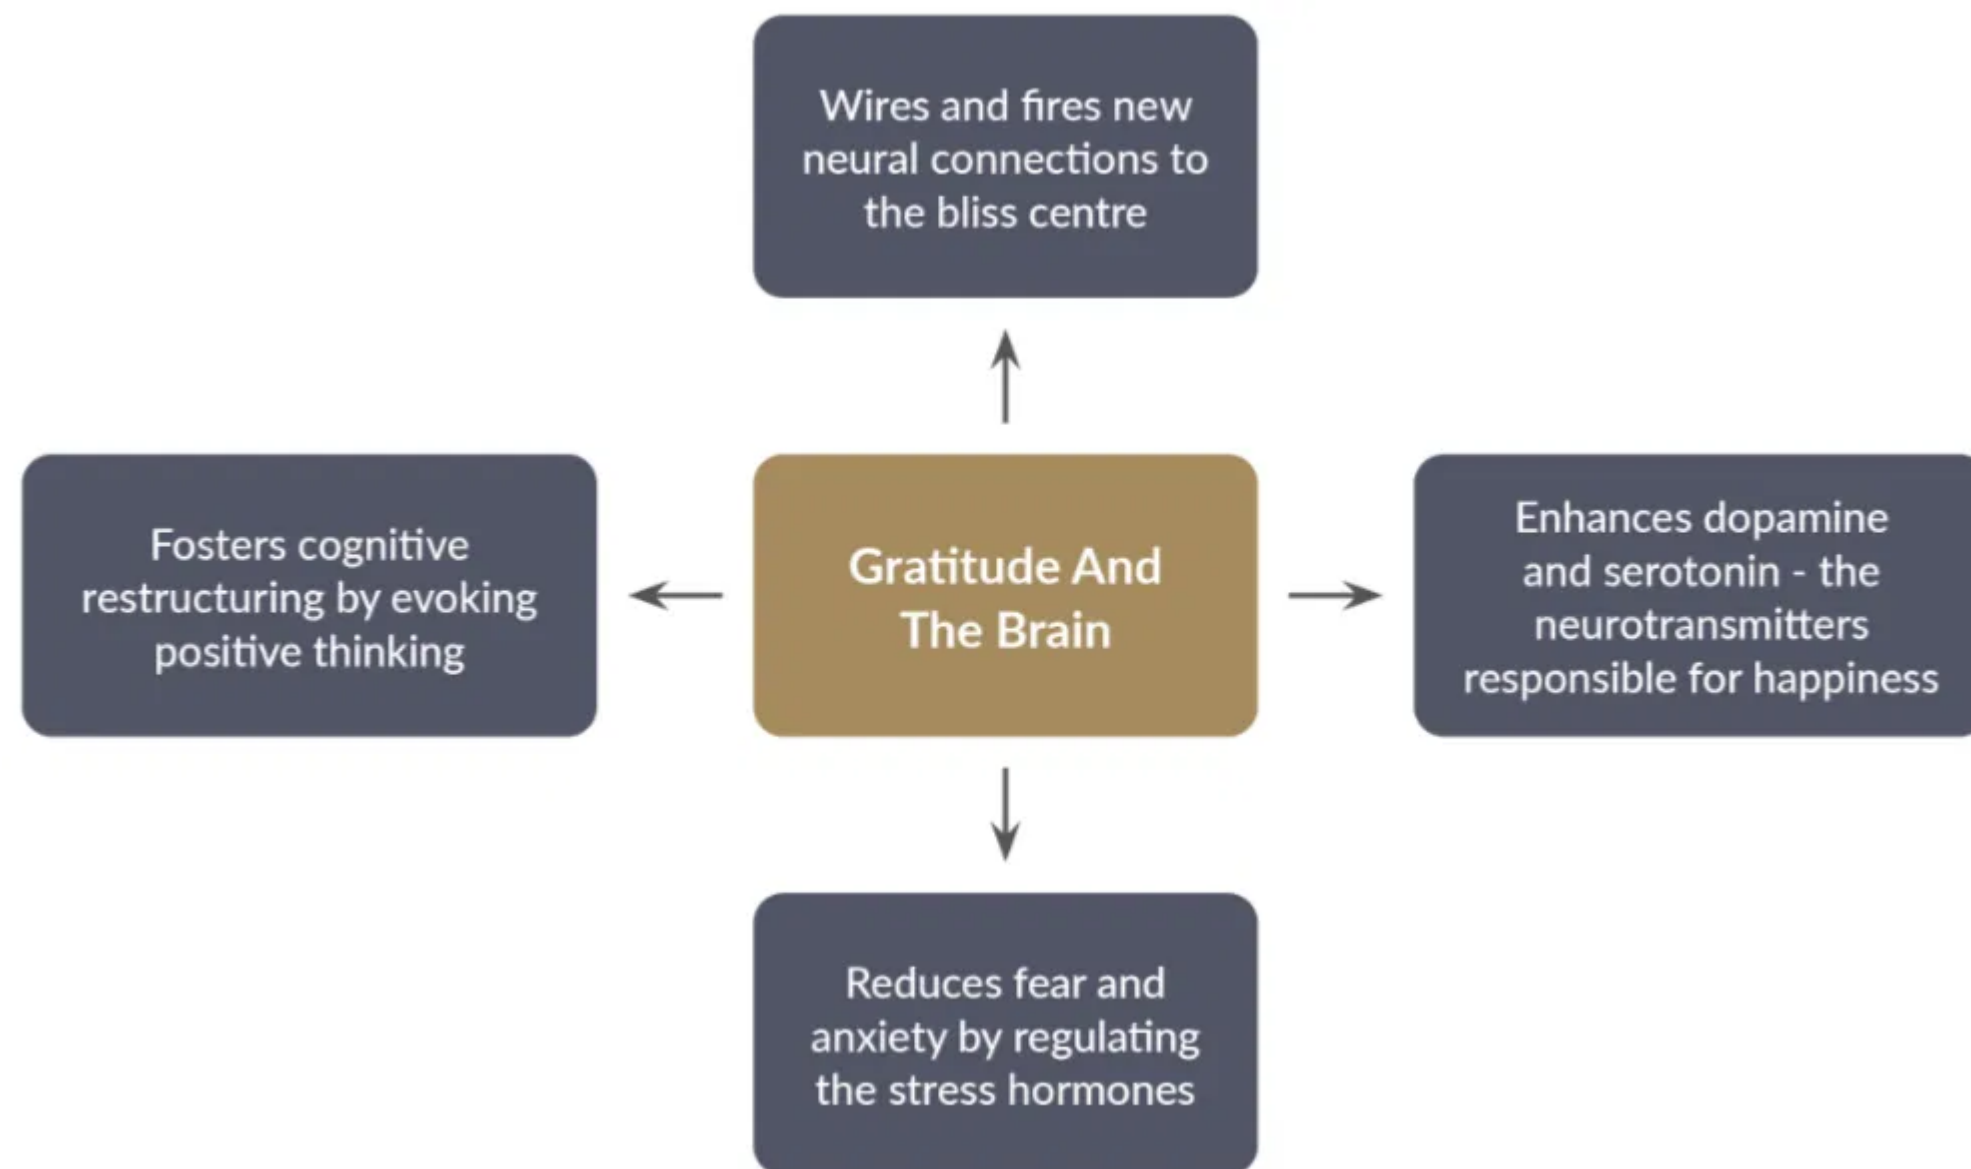 Wires and fires new
neural connections to
the bliss centre
Fosters cognitive
restructuring by evoking
positive thinking
Gratitude And
The Brain
Enhances dopamine
and serotonin - the
neurotransmitters
responsible for happiness
Reduces fear and
anxiety by regulating
the stress hormones